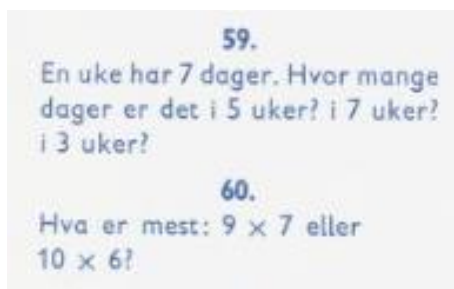 59.
En uke har 7 dager. Hvor mange
dager er det i 5 uker? i 7 uker?
i 3 uker?
60.
Hva er mest: 9 × 7 eller
10 × 6?